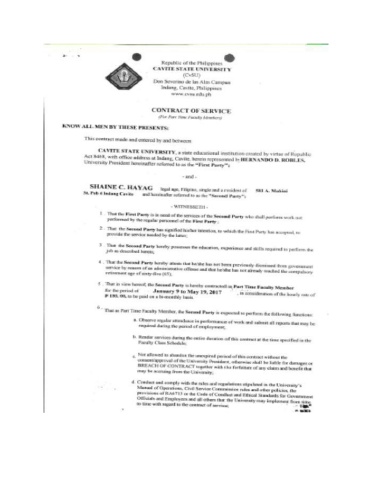 Republic of the Philippines
CAVITE STATE UNIVERSITY
(CvSU)
Don Severino de las Alas Campus
Indang, Cavite, Philippines
www.cvsu.edu.ph
CONTRACT OF SERVICE
(For Part Time Faculty Members)
KNOW ALL MEN BY THESE PRESENTS:
This contract made and entered by and between:
CAVITE STATE UNIVERSITY, a state educational institution created by virtue of Republic
Act 8468, with office address at Indang, Cavite, herein represented by HERNANDO D. ROBLES,
University President hereinafter referred to as the "First Party";
- and -
SHAINE C. HAYAG legal age, Filipino, single and a resident of 581 A. Mabini
St. Pob 4 Indang Cavite and hereinafter referred to as the "Second Party";
- WITNESSETH -
1 That the First Party is in need of the services of the Second Party who shall perform work not
performed by the regular personnel of the First Party;
2 That the Second Party has signified his/her intention, to which the First Party has accepted, to
provide the service needed by the latter;
3 That the Second Party hereby possesses the education, experience and skills required to perform the
job as described herein,
4 That the Second Party hereby attests that he/she has not been previously dismissed from government
service by reason of an administrative offense and that he/she has not already reached the compulsory
retirement age of sixty-five (65);
5 That in view hereof, the Second Party is hereby contracted as Part Time Faculty Member
for the period of January 9 to May 19, 2017 , in consideration of the hourly rate of
to be paid on a bi-monthly basis
6 That as Part Time Faculty Member, the Second Party is expected to perform the following functions:
a. Observe regular attendance in performance of work and submit all reports that may be
required during the period of employment;
b. Render services during the entire duration of this contract at the time specified in the
Faculty Class Schedule;
c. Not allowed to shorten the unexpired period of this contract without the
consent/approval of the University President, otherwise shall be liable for damages or
BREACH OF CONTRACT together with the forfeiture of any claim and benefit that
may be accruing from the University;
d. Conduct and comply with the rules and regulations stipulated in the University's
Manual of Operations, Civil Service Commission rules and other policies, the
provisions of RA6713 or the Code of Conduct and Ethical Standards for Government
Officials and Employees and all others that the University may impose from time
to time with regard to the contract of services;